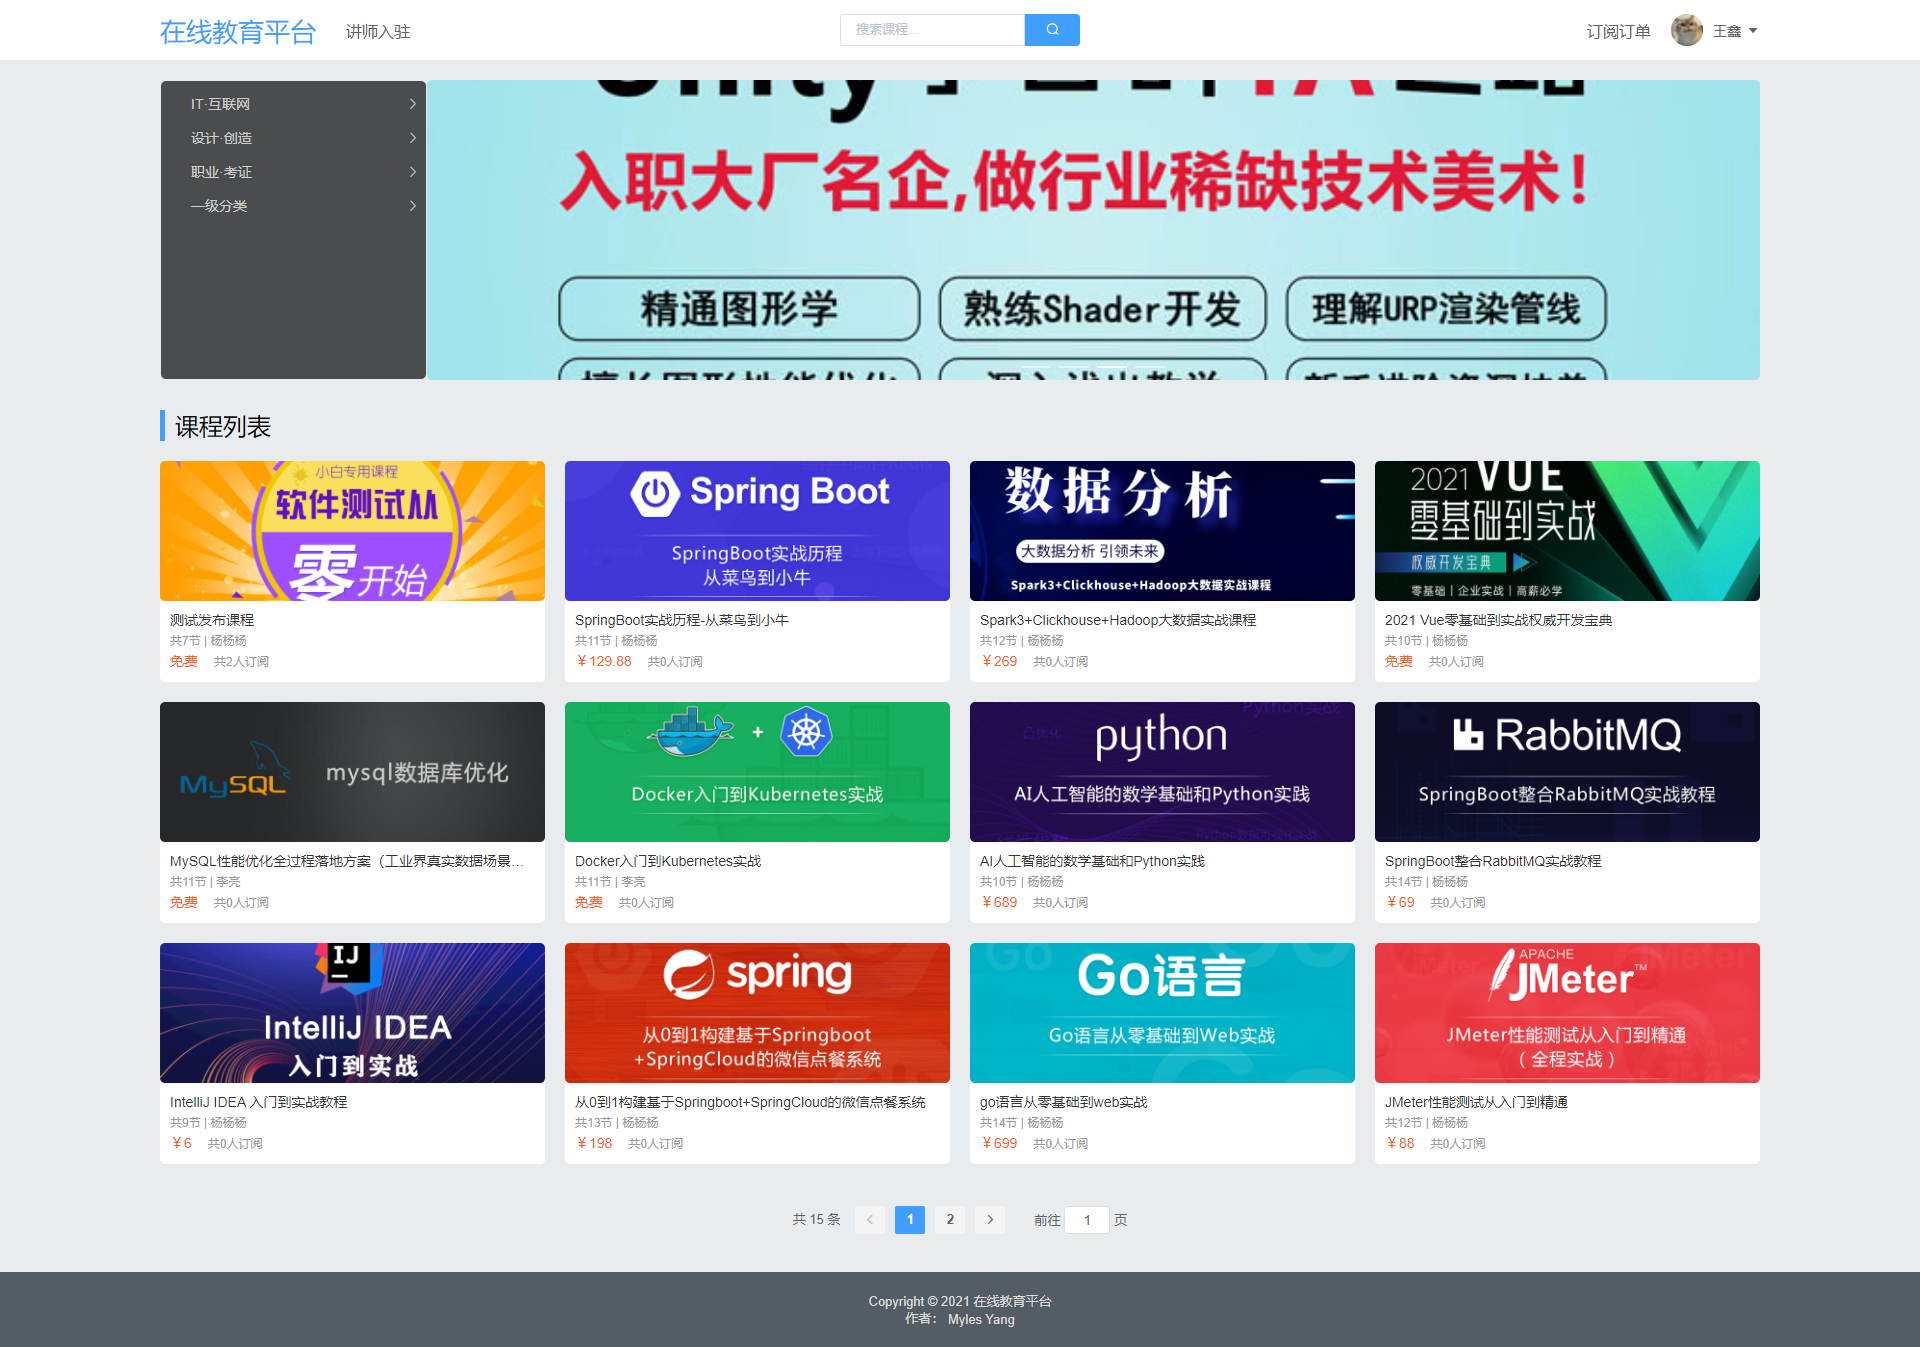 在线教育平台
讲师入驻
搜索课程...
订阅订单
王鑫
IT·互联网
设计·创造
职业·考证
一级分类
入职大厂名企,做行业稀缺技术美术!
精通图形学
熟练Shader开发
理解URP渲染管线
课程列表
小白专用课程
软件测试从
零开始
测试发布课程
共7节 | 杨杨杨
免费 共2人订阅
Spring Boot
SpringBoot实战历程
从菜鸟到小牛
SpringBoot实战历程-从菜鸟到小牛
共11节 | 杨杨杨
￥129.88 共0人订阅
数据分析
大数据分析 引领未来
Spark3+Clickhouse+Hadoop大数据实战课程
Spark3+Clickhouse+Hadoop大数据实战课程
共12节 | 杨杨杨
￥269 共0人订阅
2021 VUE
零基础到实战
权威开发宝典
零基础 | 企业实战 | 高薪必学
2021 Vue零基础到实战权威开发宝典
共10节 | 杨杨杨
免费 共0人订阅
MySQL
mysql数据库优化
MySQL性能优化全过程落地方案（工业界真实数据场景...
共11节 | 李亮
免费 共0人订阅
+
Docker入门到Kubernetes实战
Docker入门到Kubernetes实战
共11节 | 李亮
免费 共0人订阅
python
AI人工智能的数学基础和Python实践
AI人工智能的数学基础和Python实践
共10节 | 杨杨杨
￥689 共0人订阅
RabbitMQ
SpringBoot整合RabbitMQ实战教程
SpringBoot整合RabbitMQ实战教程
共14节 | 杨杨杨
￥69 共0人订阅
IJ
IntelliJ IDEA
入门到实战
IntelliJ IDEA 入门到实战教程
共9节 | 杨杨杨
￥6 共0人订阅
spring
从0到1构建基于Springboot
+SpringCloud的微信点餐系统
从0到1构建基于Springboot+SpringCloud的微信点餐系统
共13节 | 杨杨杨
￥198 共0人订阅
Go语言
Go语言从零基础到Web实战
go语言从零基础到web实战
共14节 | 杨杨杨
￥699 共0人订阅
APACHE
JMeter™
JMeter性能测试从入门到精通
（ 全程实战 ）
JMeter性能测试从入门到精通
共12节 | 杨杨杨
￥88 共0人订阅
共 15 条
1
2
前往 1 页
Copyright © 2021 在线教育平台
作者： Myles Yang